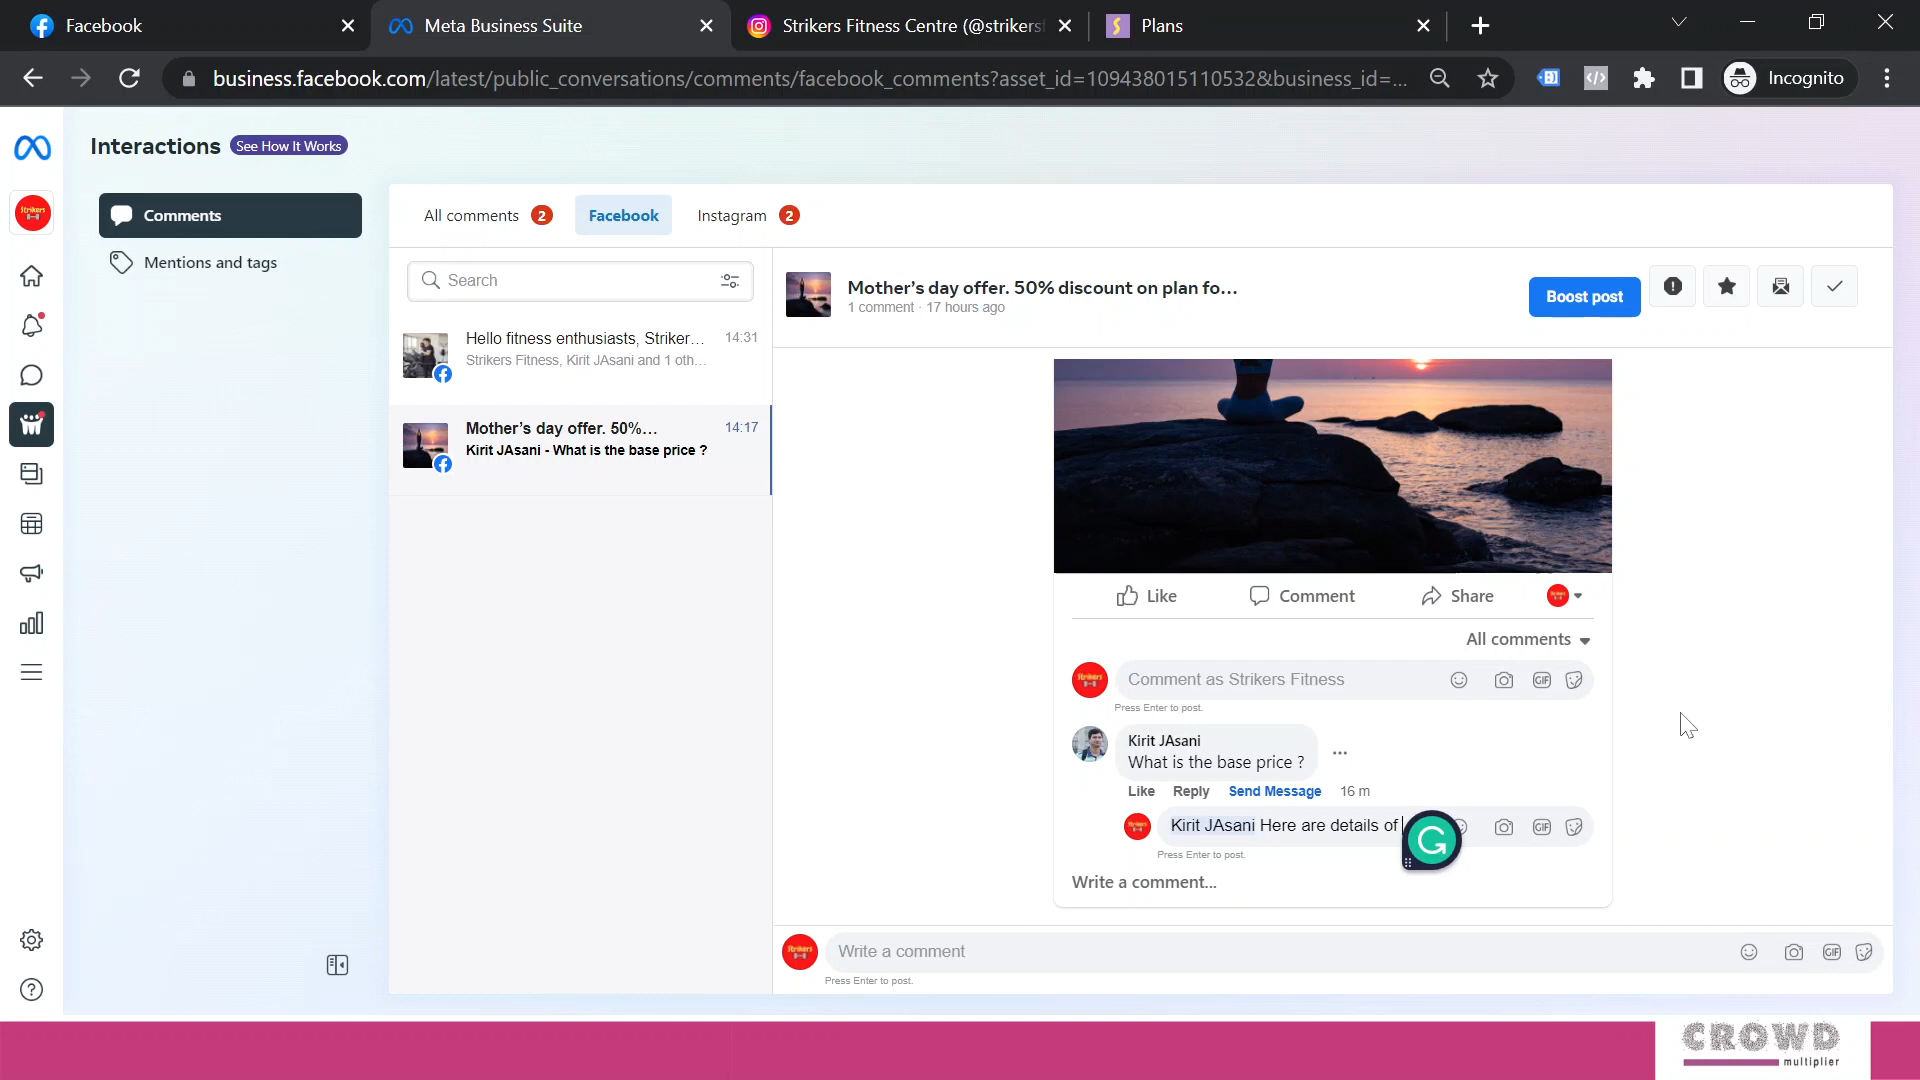 Facebook
Meta Business Suite
Strikers Fitness Centre (@strikers
Plans
business.facebook.com/latest/public_conversations/comments/facebook_comments?asset_id=109438015110532&business_id=...
Incognito
Interactions See How It Works
Comments
Mentions and tags
All comments 2
Facebook
Instagram 2
Search
Hello fitness enthusiasts, Striker... 14:31
Strikers Fitness, Kirit JAsani and 1 oth...
Mother's day offer. 50%... 14:17
Kirit JAsani - What is the base price ?
Mother's day offer. 50% discount on plan fo...
1 comment · 17 hours ago
Boost post
Like Comment Share
All comments
Comment as Strikers Fitness GIF
Press Enter to post.
Kirit JAsani
What is the base price ?
Like Reply Send Message 16 m
Kirit JAsani Here are details of GIF
Press Enter to post.
Write a comment...
Write a comment GIF
Press Enter to post.
Strikers
CROWD
multiplier